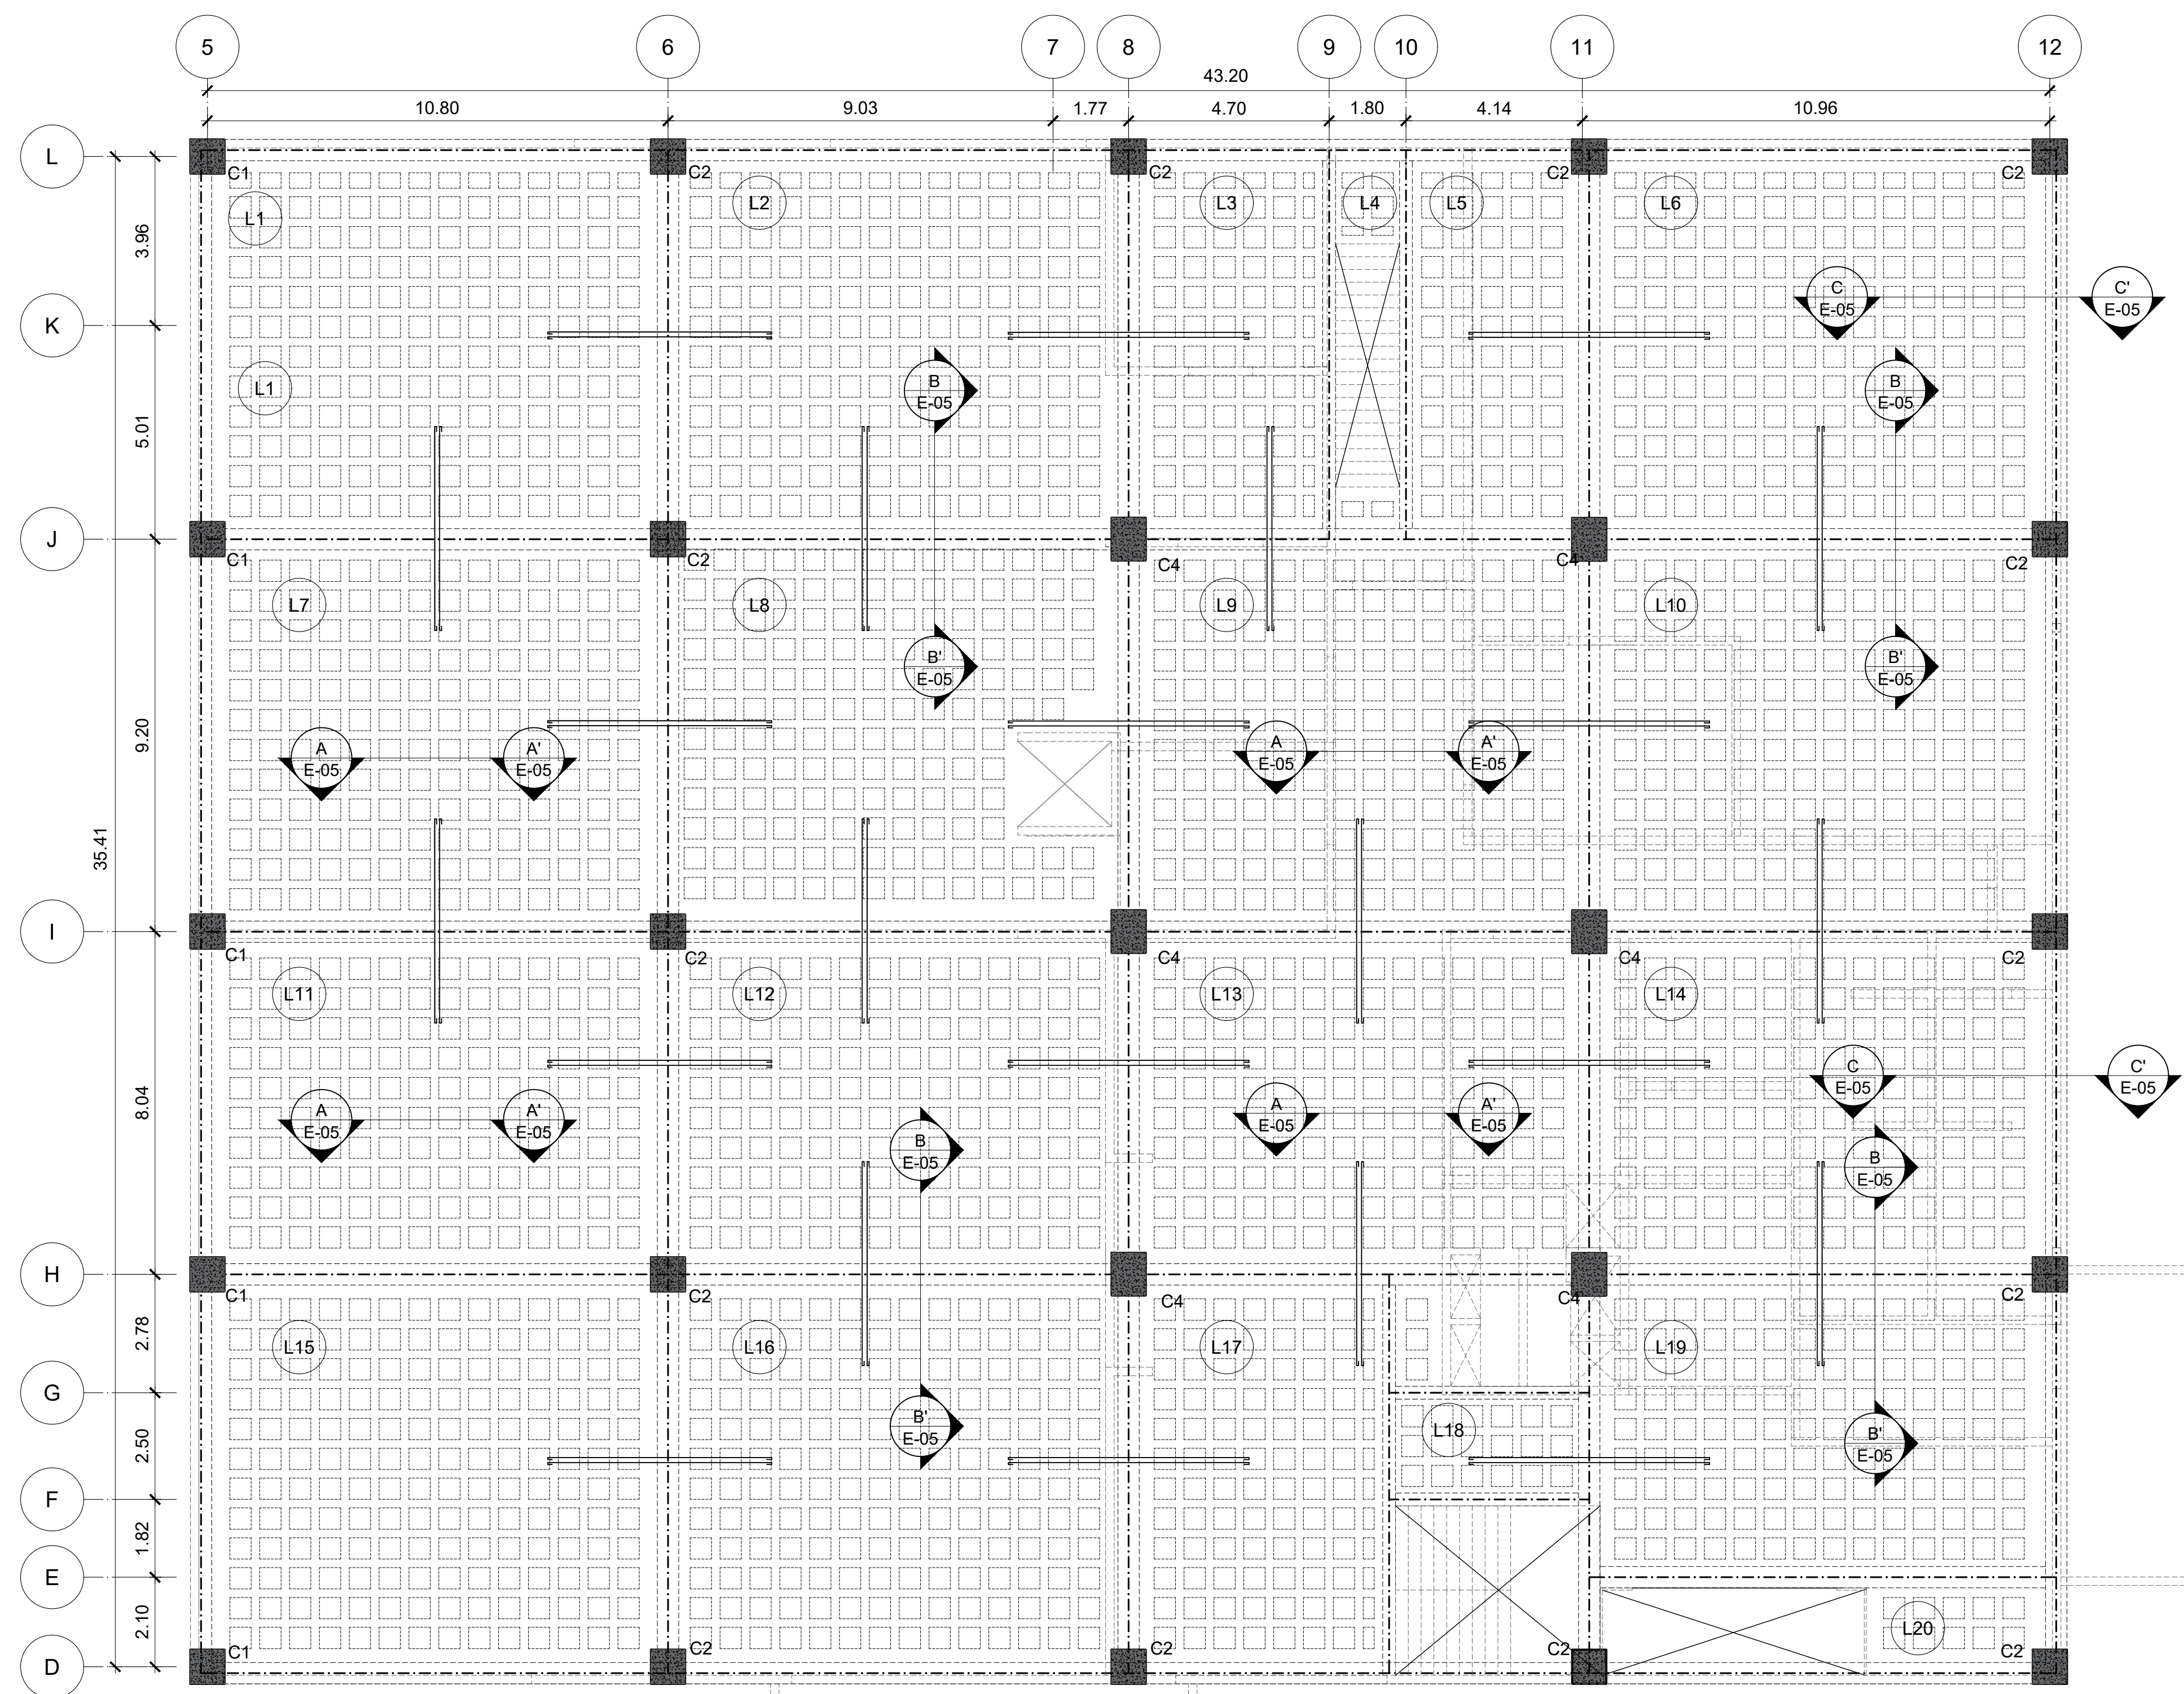 5 6 7 8 9 10 11 12
43.20
10.80 9.03 1.77 4.70 1.80 4.14 10.96
L
C1 C2 C2 C2 C2
L1 L2 L3 L4 L5 L6
3.96
C
E-05
C'
E-05
K
L1
B
E-05
B
E-05
5.01
J
C1 C2 C4 C4 C2
L7 L8 L9 L10
B'
E-05
B'
E-05
9.20
A
E-05
A'
E-05
A
E-05
A'
E-05
35.41
I
C1 C2 C4 C4 C2
L11 L12 L13 L14
C
E-05
C'
E-05
8.04
A
E-05
A'
E-05
A
E-05
A'
E-05
B
E-05
B
E-05
H
C1 C2 C4 C4 C2
2.78
L15 L16 L17 L19
G
B'
E-05
L18
B'
E-05
2.50
F
1.82
E
2.10
L20
C1 C2 C2 C2 C2
D